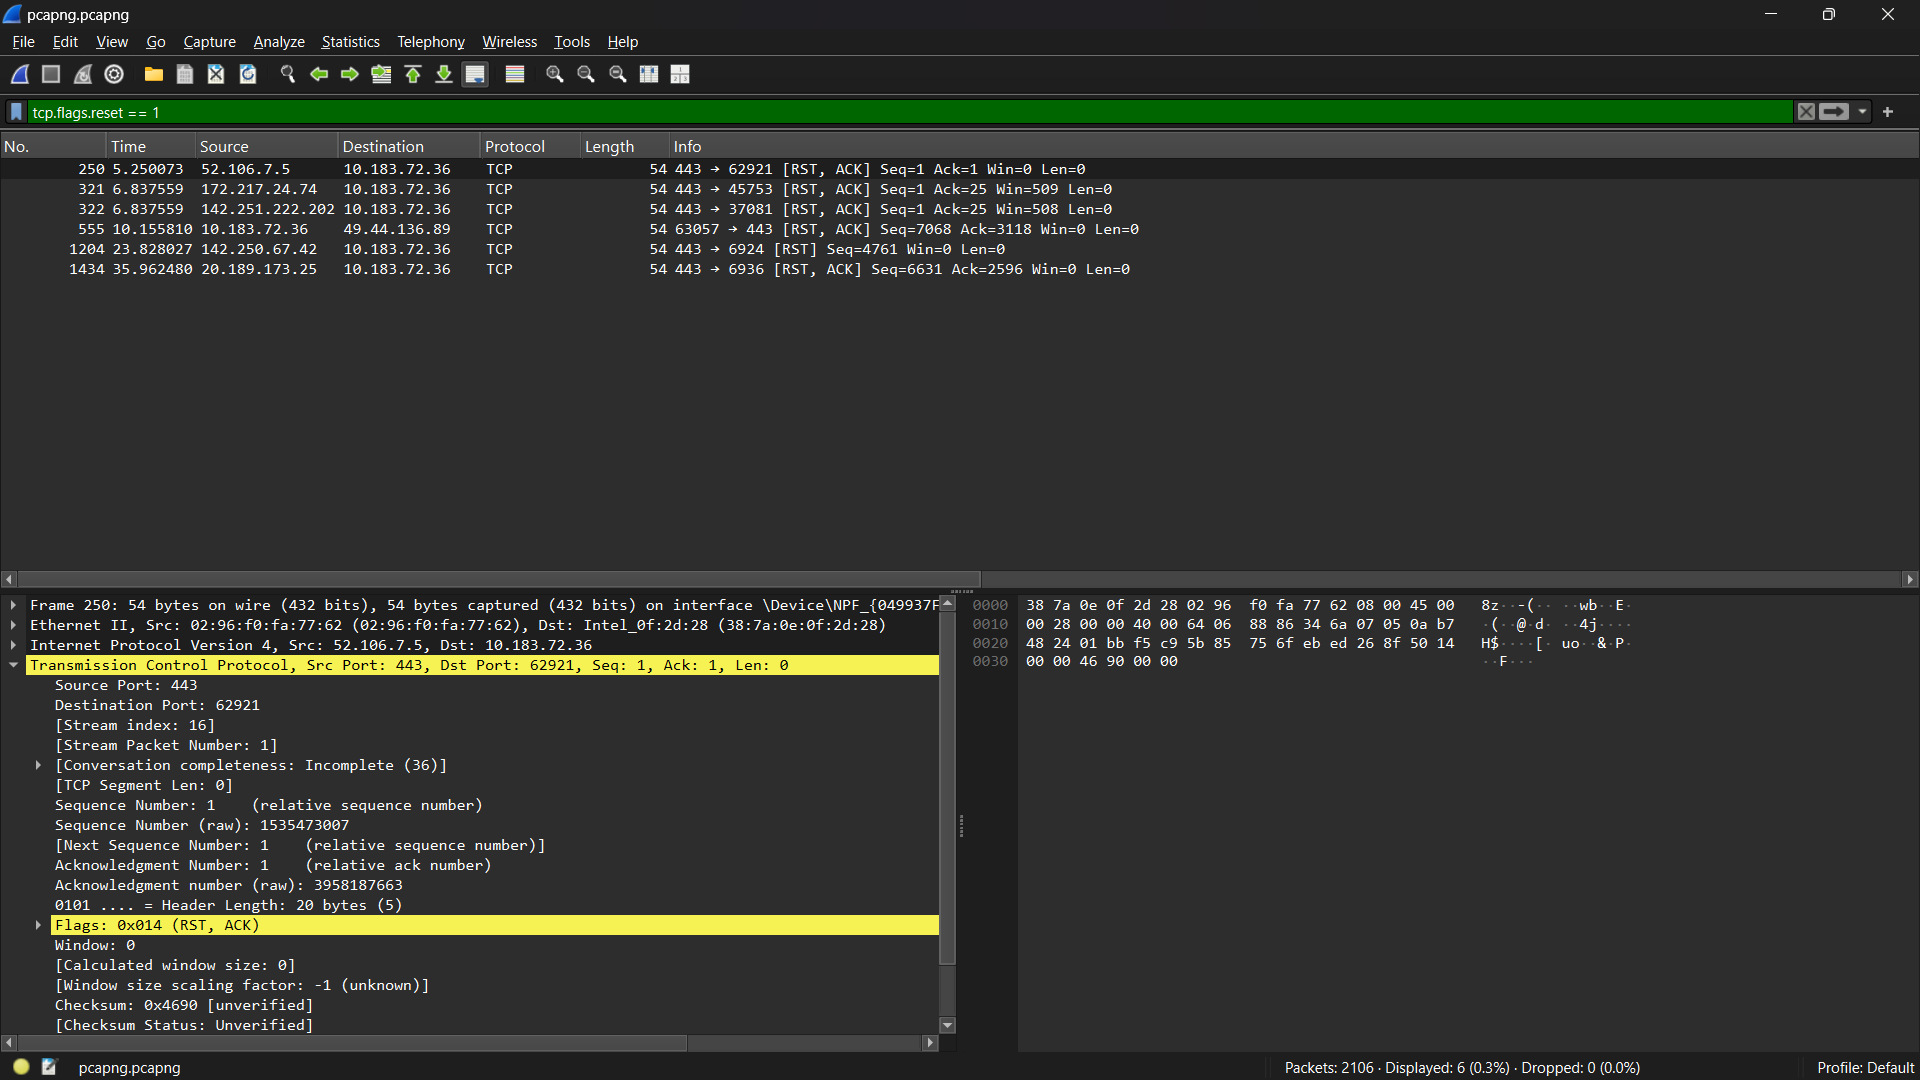 pcapng.pcapng
File Edit View Go Capture Analyze Statistics Telephony Wireless Tools Help
tcp.flags.reset == 1
No. Time Source Destination Protocol Length Info
250 5.250073 52.106.7.5 10.183.72.36 TCP 54 443 → 62921 [RST, ACK] Seq=1 Ack=1 Win=0 Len=0
321 6.837559 172.217.24.74 10.183.72.36 TCP 54 443 → 45753 [RST, ACK] Seq=1 Ack=25 Win=509 Len=0
322 6.837559 142.251.222.202 10.183.72.36 TCP 54 443 → 37081 [RST, ACK] Seq=1 Ack=25 Win=508 Len=0
555 10.155810 10.183.72.36 49.44.136.89 TCP 54 63057 → 443 [RST, ACK] Seq=7068 Ack=3118 Win=0 Len=0
1204 23.828027 142.250.67.42 10.183.72.36 TCP 54 443 → 6924 [RST] Seq=4761 Win=0 Len=0
1434 35.962480 20.189.173.25 10.183.72.36 TCP 54 443 → 6936 [RST, ACK] Seq=6631 Ack=2596 Win=0 Len=0
Frame 250: 54 bytes on wire (432 bits), 54 bytes captured (432 bits) on interface \Device\NPF_{049937F
Ethernet II, Src: 02:96:f0:fa:77:62 (02:96:f0:fa:77:62), Dst: Intel_0f:2d:28 (38:7a:0e:0f:2d:28)
Internet Protocol Version 4, Src: 52.106.7.5, Dst: 10.183.72.36
Transmission Control Protocol, Src Port: 443, Dst Port: 62921, Seq: 1, Ack: 1, Len: 0
Source Port: 443
Destination Port: 62921
[Stream index: 16]
[Stream Packet Number: 1]
[Conversation completeness: Incomplete (36)]
[TCP Segment Len: 0]
Sequence Number: 1 (relative sequence number)
Sequence Number (raw): 1535473007
[Next Sequence Number: 1 (relative sequence number)]
Acknowledgment Number: 1 (relative ack number)
Acknowledgment number (raw): 3958187663
0101 .... = Header Length: 20 bytes (5)
Flags: 0x014 (RST, ACK)
Window: 0
[Calculated window size: 0]
[Window size scaling factor: -1 (unknown)]
Checksum: 0x4690 [unverified]
[Checksum Status: Unverified]
0000 38 7a 0e 0f 2d 28 02 96 f0 fa 77 62 08 00 45 00 8z··-(·· ··wb··E·
0010 00 28 00 00 40 00 64 06 88 86 34 6a 07 05 0a b7 ·(··@·d· ··4j····
0020 48 24 01 bb f5 c9 5b 85 75 6f eb ed 26 8f 50 14 H$····[· uo··&·P·
0030 00 00 46 90 00 00 ··F···
pcapng.pcapng
Packets: 2106 · Displayed: 6 (0.3%) · Dropped: 0 (0.0%)
Profile: Default